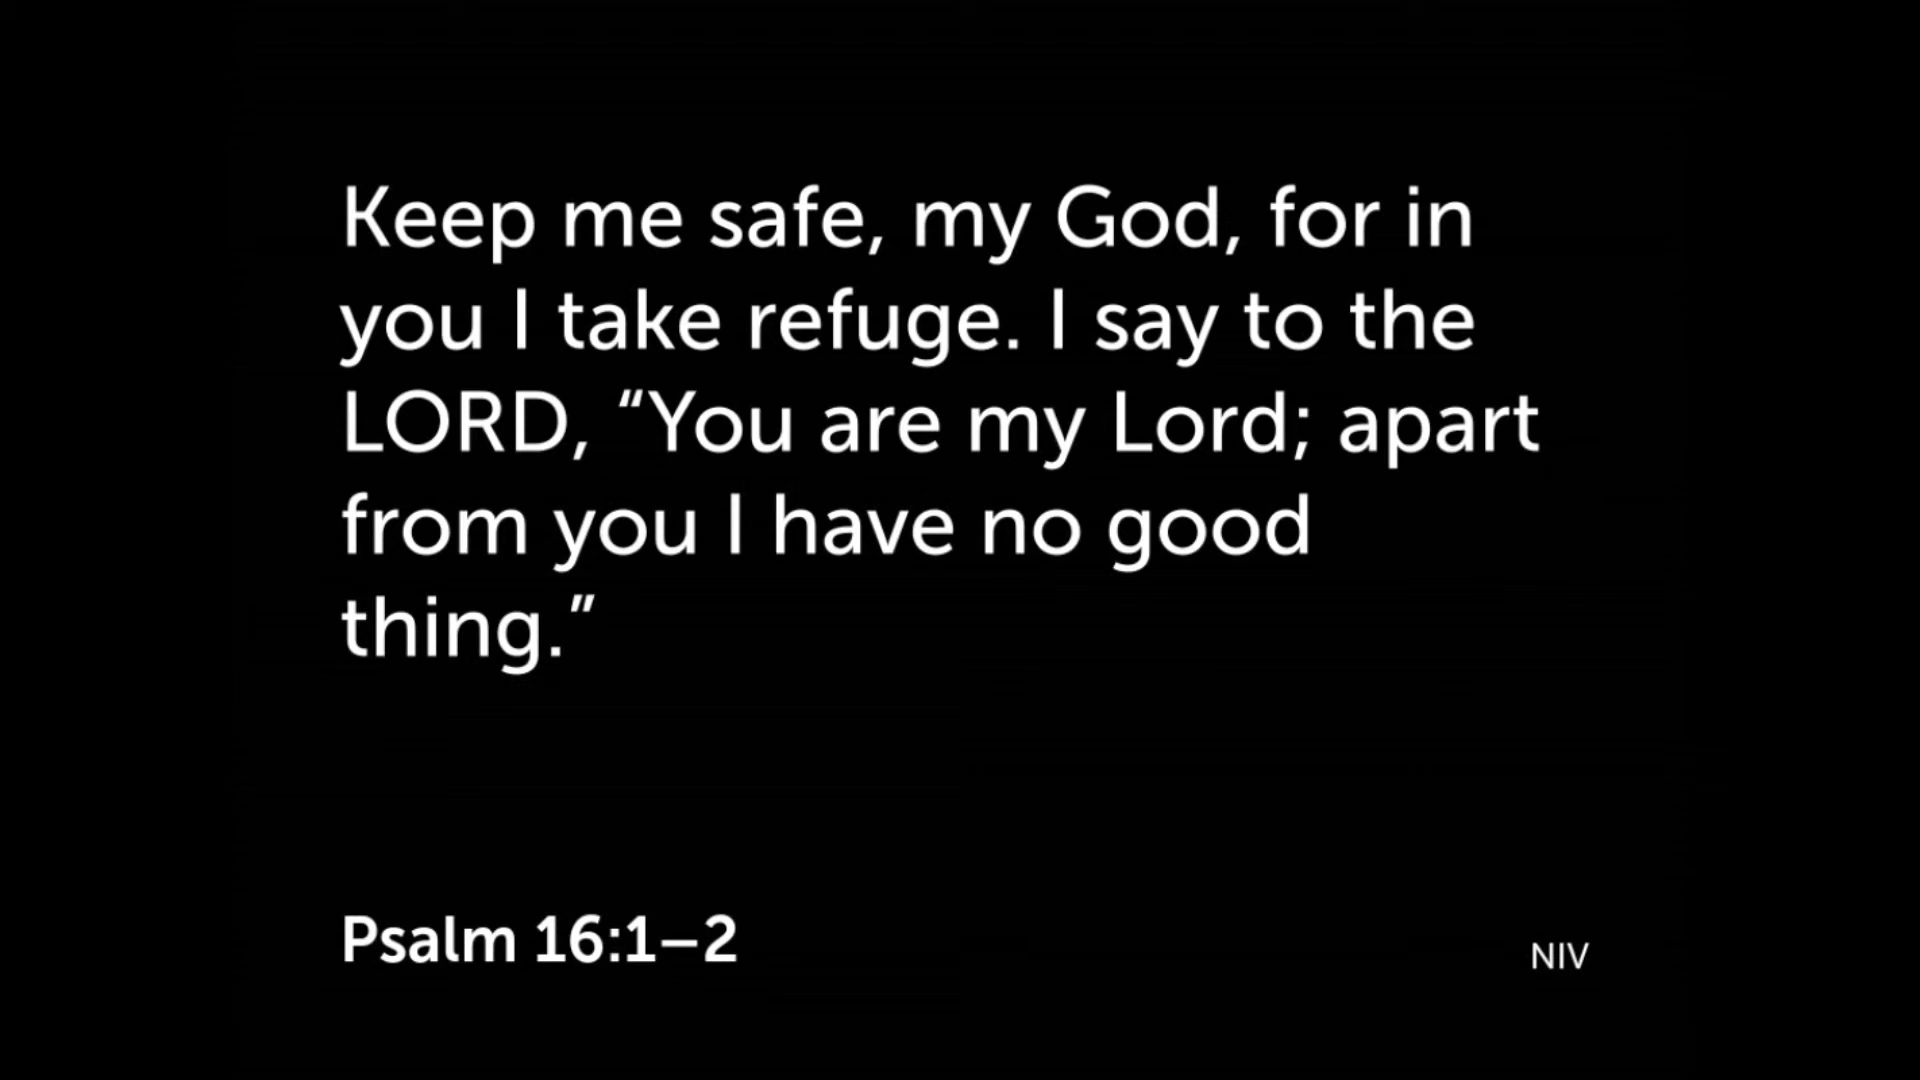 Keep me safe, my God, for in
you I take refuge. I say to the
LORD, “You are my Lord; apart
from you I have no good
thing.”
Psalm 16:1–2
NIV